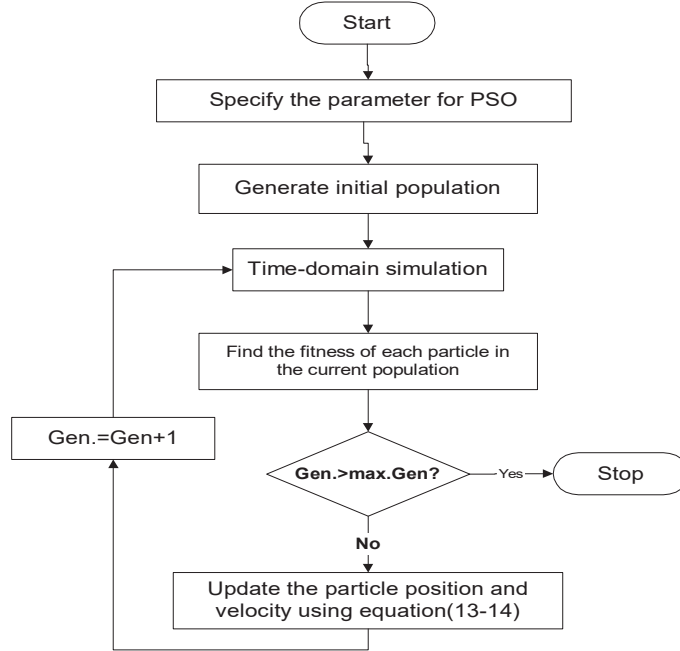 Start
Specify the parameter for PSO
Generate initial population
Time-domain simulation
Find the fitness of each particle in
the current population
Gen.=Gen+1
Gen.>max.Gen?
Yes
Stop
No
Update the particle position and
velocity using equation(13-14)